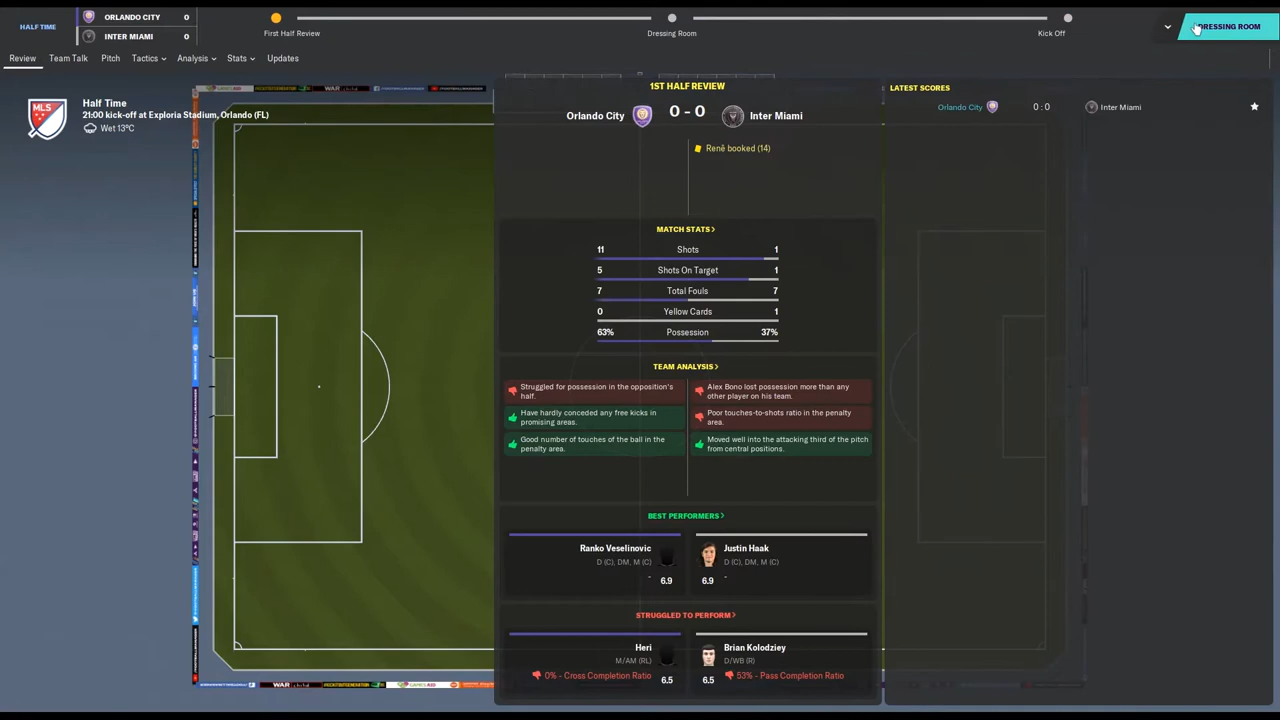 HALF TIME
ORLANDO CITY 0
INTER MIAMI 0
First Half Review
Dressing Room
Kick Off
DRESSING ROOM
Review Team Talk Pitch Tactics Analysis Stats Updates
MLS
Half Time
21:00 kick-off at Exploria Stadium, Orlando (FL)
Wet 13°C
1ST HALF REVIEW
Orlando City 0 - 0 Inter Miami
Renê booked (14)
MATCH STATS
11 Shots 1
5 Shots On Target 1
7 Total Fouls 7
0 Yellow Cards 1
63% Possession 37%
TEAM ANALYSIS
Struggled for possession in the opposition's
half.
Have hardly conceded any free kicks in
promising areas.
Good number of touches of the ball in the
penalty area.
Alex Bono lost possession more than any
other player on his team.
Poor touches-to-shots ratio in the penalty
area.
Moved well into the attacking third of the pitch
from central positions.
BEST PERFORMERS
Ranko Veselinovic
D (C), DM, M (C)
- 6.9
Justin Haak
D (C), DM, M (C)
6.9 -
STRUGGLED TO PERFORM
Heri
M/AM (RL)
0% - Cross Completion Ratio 6.5
Brian Kolodziey
D/WB (R)
6.5 53% - Pass Completion Ratio
LATEST SCORES
Orlando City 0 : 0 Inter Miami
WAR